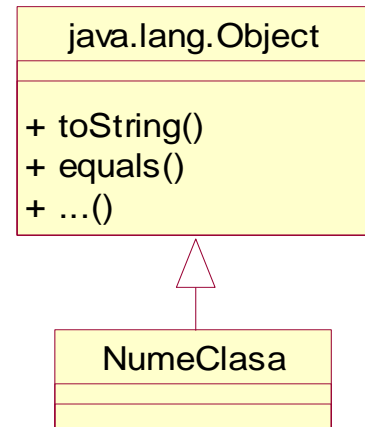 java.lang.Object
+ toString()
+ equals()
+ ...()
NumeClasa